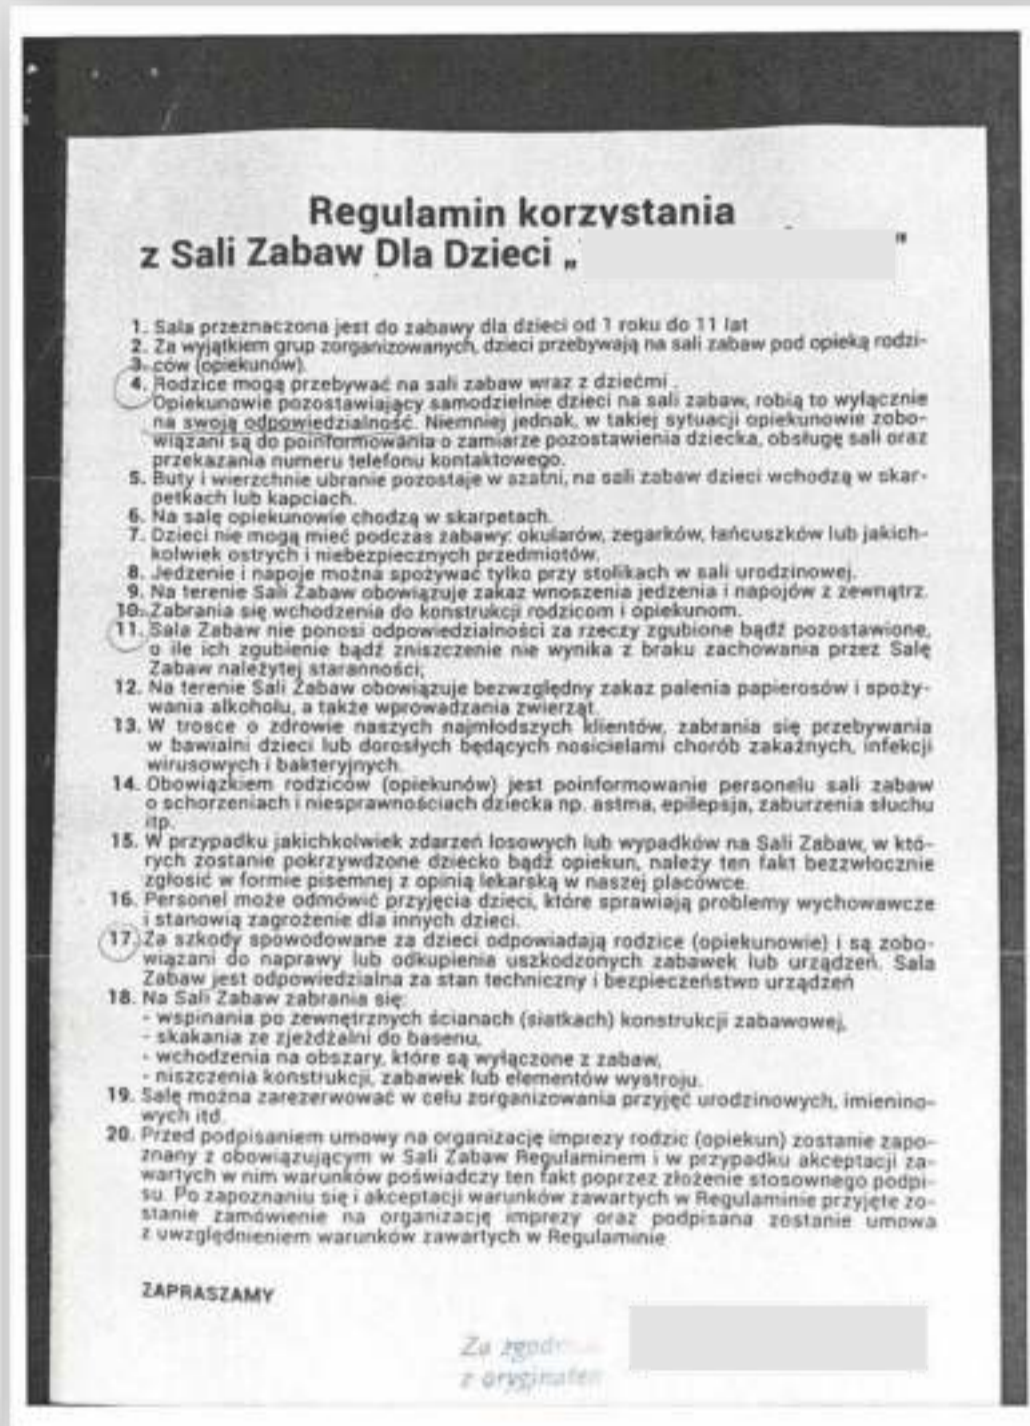 Regulamin korzystania
z Sali Zabaw Dla Dzieci „ "
1. Sala przeznaczona jest do zabawy dla dzieci od 1 roku do 11 lat
2. Za wyjątkiem grup zorganizowanych, dzieci przebywają na sali zabaw pod opieką rodzi-
3. ców (opiekunów).
4. Rodzice mogą przebywać na sali zabaw wraz z dziećmi .
Opiekunowie pozostawiający samodzielnie dzieci na sali zabaw, robią to wyłącznie
na swoją odpowiedzialność. Niemniej jednak, w takiej sytuacji opiekunowie zobo-
wiązani są do poinformowania o zamiarze pozostawienia dziecka, obsługę sali oraz
przekazania numeru telefonu kontaktowego.
5. Buty i wierzchnie ubranie pozostaje w szatni, na sali zabaw dzieci wchodzą w skar-
petkach lub kapciach.
6. Na salę opiekunowie chodzą w skarpetach.
7. Dzieci nie mogą mieć podczas zabawy: okularów, zegarków, łańcuszków lub jakich-
kolwiek ostrych i niebezpiecznych przedmiotów.
8. Jedzenie i napoje można spożywać tylko przy stolikach w sali urodzinowej.
9. Na terenie Sali Zabaw obowiązuje zakaz wnoszenia jedzenia i napojów z zewnątrz.
10. Zabrania się wchodzenia do konstrukcji rodzicom i opiekunom.
11. Sala Zabaw nie ponosi odpowiedzialności za rzeczy zgubione bądź pozostawione,
o ile ich zgubienie bądź zniszczenie nie wynika z braku zachowania przez Salę
Zabaw należytej staranności;
12. Na terenie Sali Zabaw obowiązuje bezwzględny zakaz palenia papierosów i spoży-
wania alkoholu, a także wprowadzania zwierząt.
13. W trosce o zdrowie naszych najmłodszych klientów, zabrania się przebywania
w bawialni dzieci lub dorosłych będących nosicielami chorób zakaźnych, infekcji
wirusowych i bakteryjnych.
14. Obowiązkiem rodziców (opiekunów) jest poinformowanie personelu sali zabaw
o schorzeniach i niesprawnościach dziecka np. astma, epilepsja, zaburzenia słuchu
itp.
15. W przypadku jakichkolwiek zdarzeń losowych lub wypadków na Sali Zabaw, w któ-
rych zostanie pokrzywdzone dziecko bądź opiekun, należy ten fakt bezzwłocznie
zgłosić w formie pisemnej z opinią lekarską w naszej placówce.
16. Personel może odmówić przyjęcia dzieci, które sprawiają problemy wychowawcze
i stanowią zagrożenie dla innych dzieci.
17. Za szkody spowodowane za dzieci odpowiadają rodzice (opiekunowie) i są zobo-
wiązani do naprawy lub odkupienia uszkodzonych zabawek lub urządzeń. Sala
Zabaw jest odpowiedzialna za stan techniczny i bezpieczeństwo urządzeń
18. Na Sali Zabaw zabrania się:
- wspinania po zewnętrznych ścianach (siatkach) konstrukcji zabawowej,
- skakania ze zjeżdżalni do basenu,
- wchodzenia na obszary, które są wyłączone z zabaw,
- niszczenia konstrukcji, zabawek lub elementów wystroju.
19. Salę można zarezerwować w celu zorganizowania przyjęć urodzinowych, imienino-
wych itd.
20. Przed podpisaniem umowy na organizację imprezy rodzic (opiekun) zostanie zapo-
znany z obowiązującym w Sali Zabaw Regulaminem i w przypadku akceptacji za-
wartych w nim warunków poświadczy ten fakt poprzez złożenie stosownego podpi-
su. Po zapoznaniu się i akceptacji warunków zawartych w Regulaminie przyjęte zo-
stanie zamówienie na organizację imprezy oraz podpisana zostanie umowa
z uwzględnieniem warunków zawartych w Regulaminie
ZAPRASZAMY
Za
z